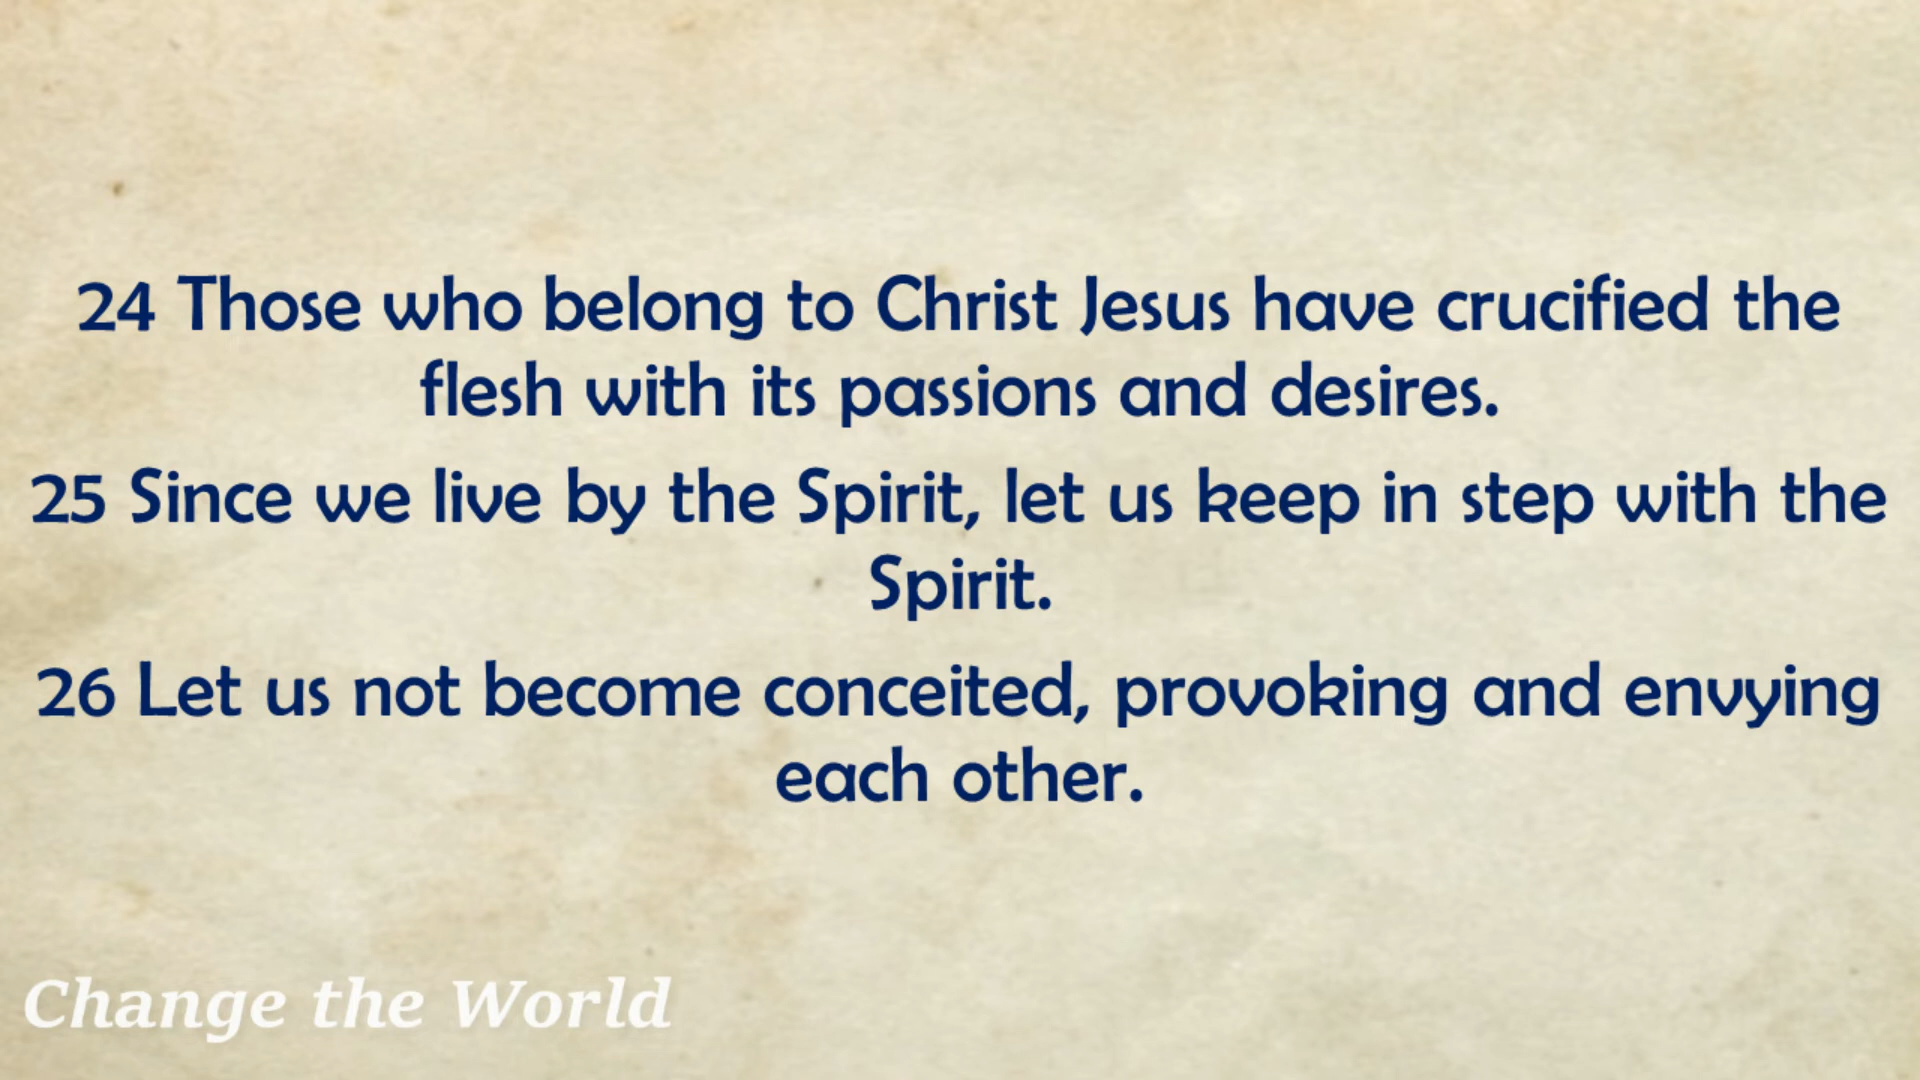 24 Those who belong to Christ Jesus have crucified the
flesh with its passions and desires.
25 Since we live by the Spirit, let us keep in step with the
Spirit.
26 Let us not become conceited, provoking and envying
each other.
Change the World